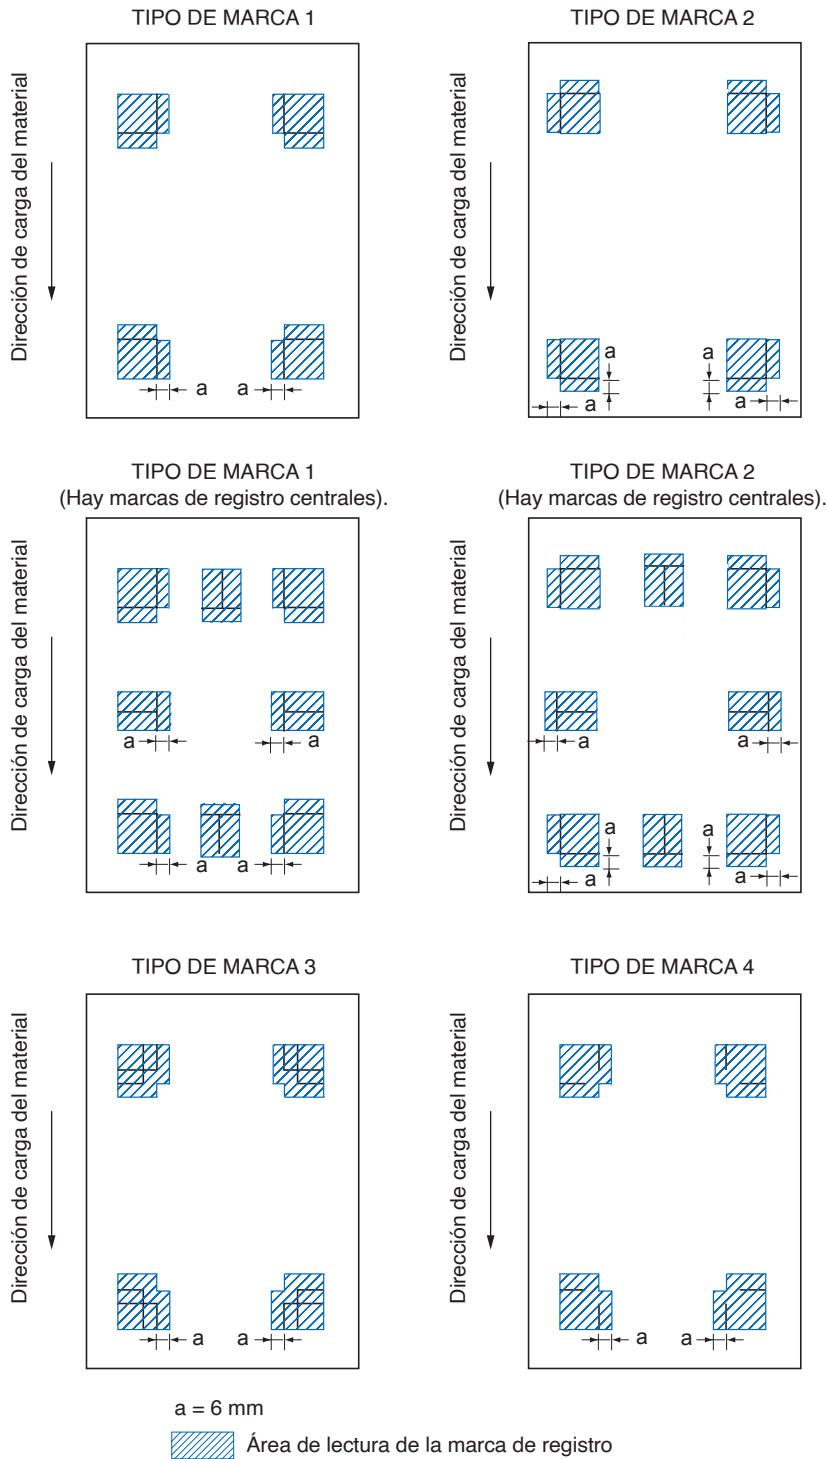 TIPO DE MARCA 1
TIPO DE MARCA 2
Dirección de carga del material
Dirección de carga del material
a
a
a
a
a
a
TIPO DE MARCA 1
(Hay marcas de registro centrales).
TIPO DE MARCA 2
(Hay marcas de registro centrales).
Dirección de carga del material
Dirección de carga del material
a
a
a
a
a
a
a
a
a
a
TIPO DE MARCA 3
TIPO DE MARCA 4
Dirección de carga del material
Dirección de carga del material
a
a
a
a
a = 6 mm
Área de lectura de la marca de registro